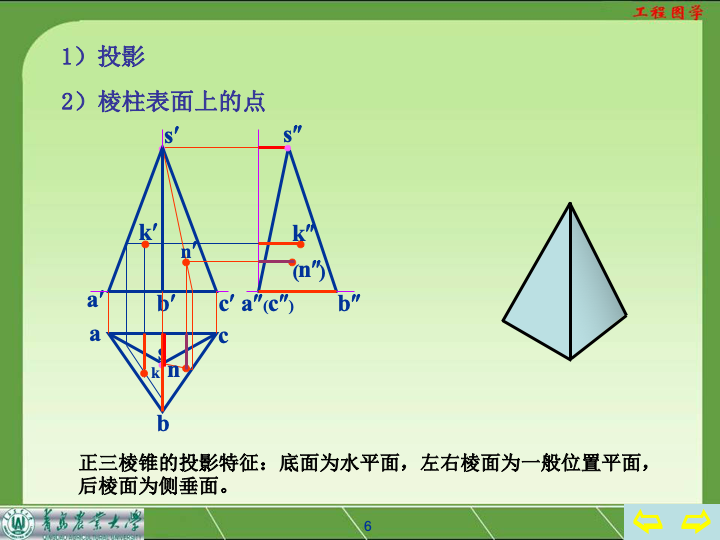 工程图学
1）投影
2）棱柱表面上的点
s′ s″
k′ k″
n′
(n″)
a′ b′ c′ a″(c″) b″
a c
s
k n
b
正三棱锥的投影特征：底面为水平面，左右棱面为一般位置平面，
后棱面为侧垂面。
青岛农业大学
6